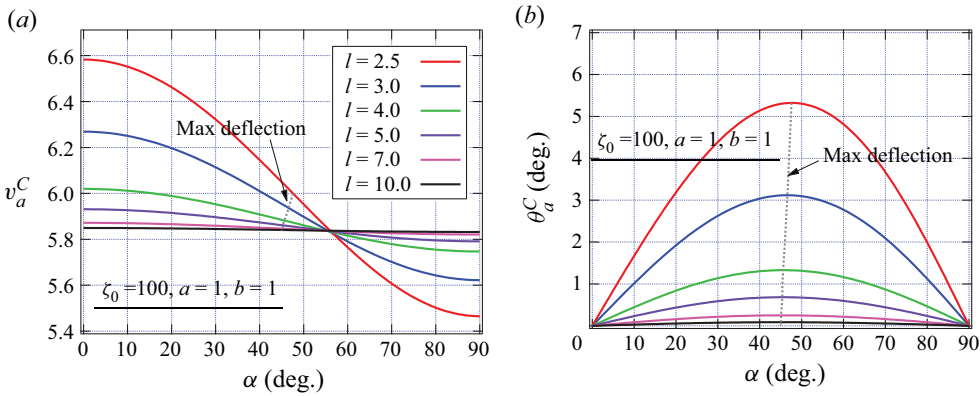 (a)
6.6
6.4
6.2
6.0
5.8
5.6
5.4
v_a^C
l = 2.5
l = 3.0
l = 4.0
l = 5.0
l = 7.0
l = 10.0
Max deflection
ζ0 =100, a = 1, b = 1
0 10 20 30 40 50 60 70 80 90
α (deg.)
(b)
7
6
5
4
3
2
1
θ_a^C (deg.)
ζ0 =100, a = 1, b = 1
Max deflection
0 10 20 30 40 50 60 70 80 90
α (deg.)